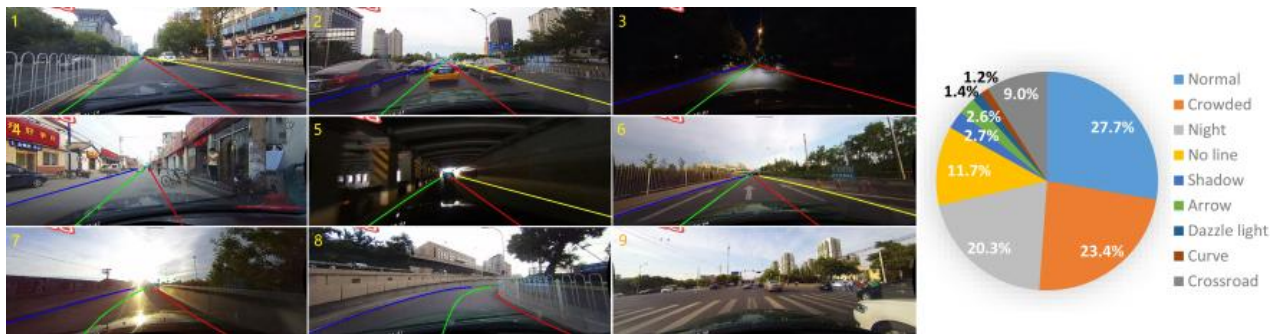 1
2
3
4
5
6
7
8
9
1.2%
1.4%
9.0%
2.6%
2.7%
11.7%
20.3%
23.4%
27.7%
Normal
Crowded
Night
No line
Shadow
Arrow
Dazzle light
Curve
Crossroad